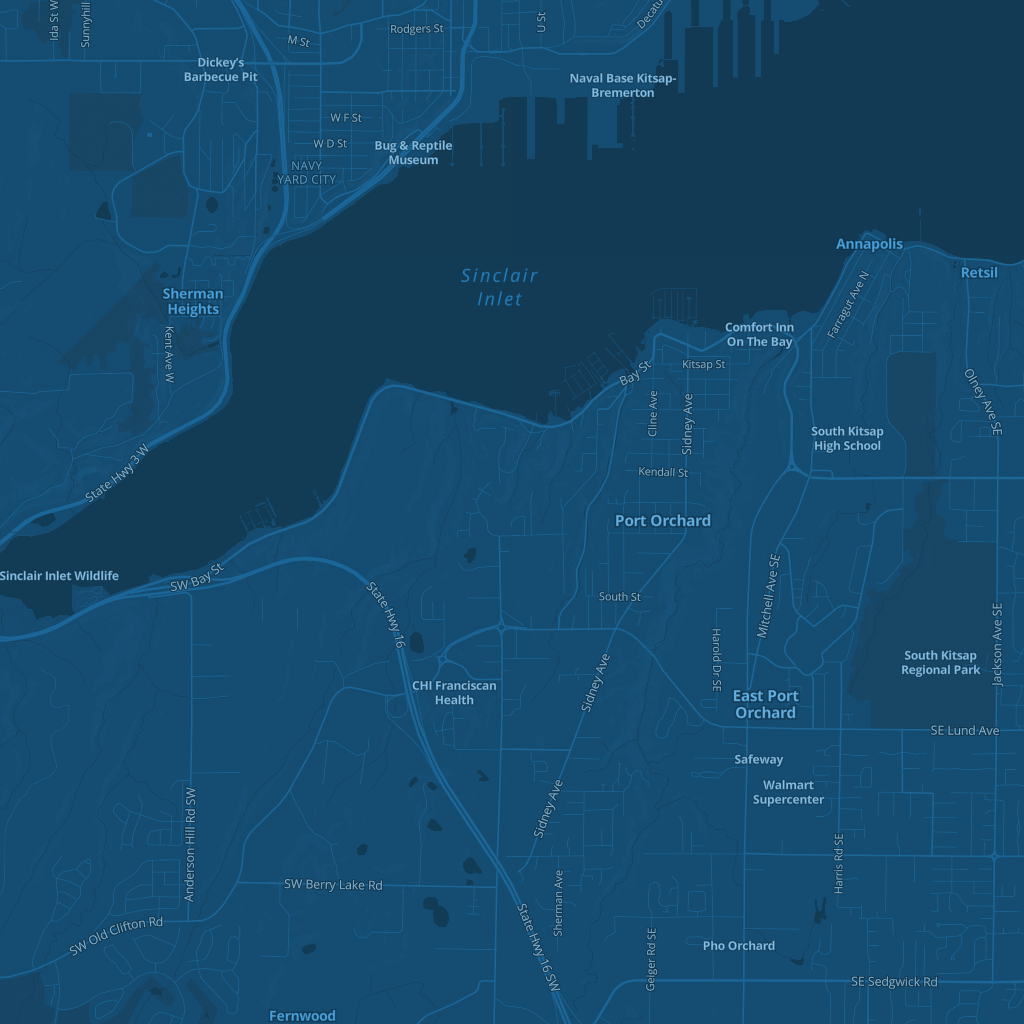 Ida St W
Sunnyhill
M St
Rodgers St
U St
Decatu
Dickey's
Barbecue Pit
Naval Base Kitsap-
Bremerton
W F St
W D St
Bug & Reptile
Museum
NAVY
YARD CITY
Annapolis
Retsil
Sinclair
Inlet
Sherman
Heights
Farragut Ave N
Comfort Inn
On The Bay
Kent Ave W
Bay St
Kitsap St
Olney Ave SE
Cline Ave
Sidney Ave
South Kitsap
High School
State Hwy 3 W
Kendall St
Port Orchard
Sinclair Inlet Wildlife
SW Bay St
State Hwy 16
South St
Mitchell Ave SE
Harold Dr SE
Jackson Ave SE
South Kitsap
Regional Park
CHI Franciscan
Health
Sidney Ave
East Port
Orchard
SE Lund Ave
Safeway
Walmart
Supercenter
Anderson Hill Rd SW
Sidney Ave
Harris Rd SE
SW Berry Lake Rd
Sherman Ave
SW Old Clifton Rd
State Hwy 16 SW
Geiger Rd SE
Pho Orchard
SE Sedgwick Rd
Fernwood